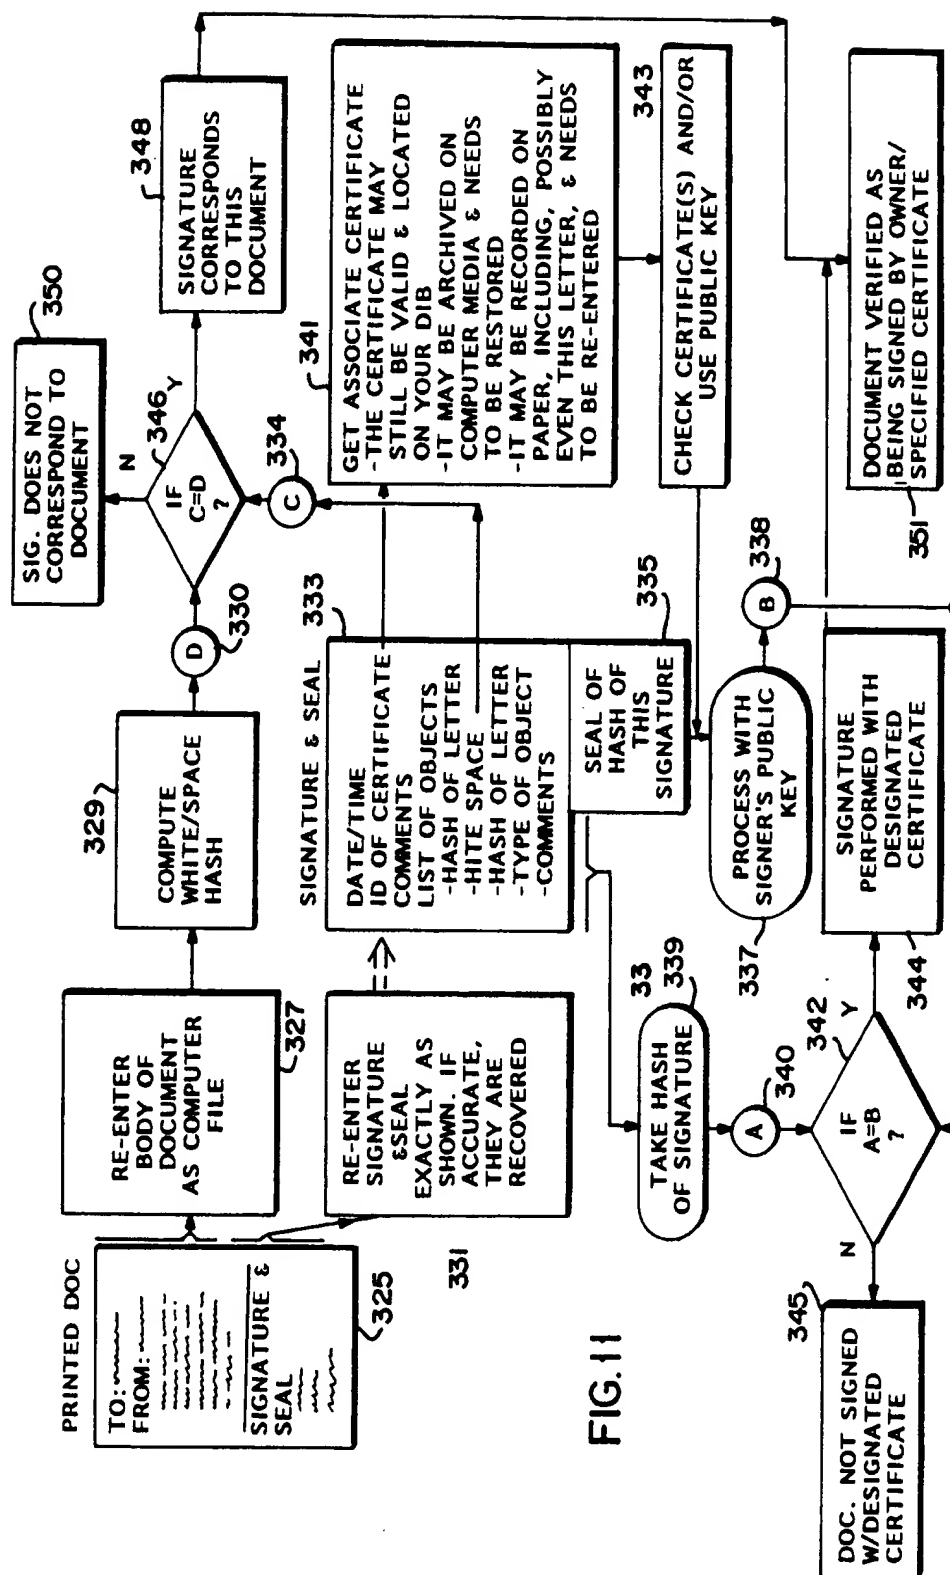 PRINTED DOC
TO:
FROM:
SIGNATURE &
SEAL
325
RE-ENTER
BODY OF
DOCUMENT
AS COMPUTER
FILE
327
COMPUTE
WHITE/SPACE
HASH
329
D
330
IF
C=D
?
346
N
Y
SIG. DOES NOT
CORRESPOND TO
DOCUMENT
350
SIGNATURE
CORRESPONDS
TO THIS
DOCUMENT
348
C
334
RE-ENTER
SIGNATURE
&SEAL
EXACTLY AS
SHOWN. IF
ACCURATE,
THEY ARE
RECOVERED
331
SIGNATURE & SEAL
333
DATE/TIME
ID OF CERTIFICATE
COMMENTS
LIST OF OBJECTS
-HASH OF LETTER
-HITE SPACE
-HASH OF LETTER
-TYPE OF OBJECT
-COMMENTS
SEAL OF
HASH OF
THIS
SIGNATURE
335
341
GET ASSOCIATE CERTIFICATE
-THE CERTIFICATE MAY
STILL BE VALID & LOCATED
ON YOUR DIB
-IT MAY BE ARCHIVED ON
COMPUTER MEDIA & NEEDS
TO BE RESTORED
-IT MAY BE RECORDED ON
PAPER, INCLUDING, POSSIBLY
EVEN THIS LETTER, & NEEDS
TO BE RE-ENTERED
343
CHECK CERTIFICATE(S) AND/OR
USE PUBLIC KEY
33
339
TAKE HASH
OF SIGNATURE
A
340
PROCESS WITH
SIGNER'S PUBLIC
KEY
337
B
338
IF
A=B
?
342
N
Y
345
DOC. NOT SIGNED
W/DESIGNATED
CERTIFICATE
SIGNATURE
PERFORMED WITH
DESIGNATED
CERTIFICATE
344
DOCUMENT VERIFIED AS
BEING SIGNED BY OWNER/
SPECIFIED CERTIFICATE
351
FIG.11